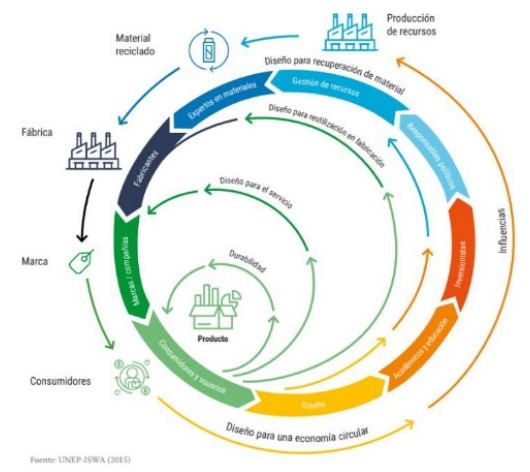 Producción
de recursos
Material
reciclado
Diseño para recuperación de material
Gestión de recursos
Expertos en materiales
Diseño para reutilización en fabricación
Responsables políticos
Fábrica
Fabricantes
Diseño para el servicio
Influencias
Durabilidad
Inversionistas
Marca
Marcas / compañías
Producto
Académicos y educación
Consumidores y usuarios
Consumidores
Diseño
Diseño para una economía circular
Fuente: UNEP-ISWA (2015)